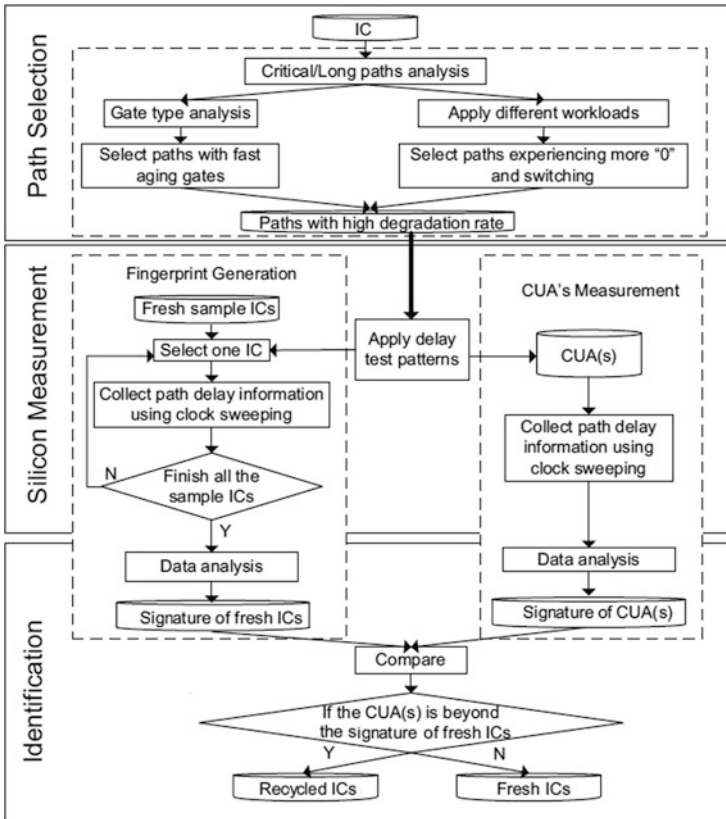 Path Selection
IC
Critical/Long paths analysis
Gate type analysis
Apply different workloads
Select paths with fast
aging gates
Select paths experiencing more “0”
and switching
Paths with high degradation rate
Silicon Measurement
Fingerprint Generation
Fresh sample ICs
Select one IC
Collect path delay information
using clock sweeping
N
Finish all the
sample ICs
Y
Apply delay
test patterns
CUA's Measurement
CUA(s)
Collect path delay
information using
clock sweeping
Identification
Data analysis
Signature of fresh ICs
Data analysis
Signature of CUA(s)
Compare
If the CUA(s) is beyond
the signature of fresh ICs
Y
N
Recycled ICs
Fresh ICs